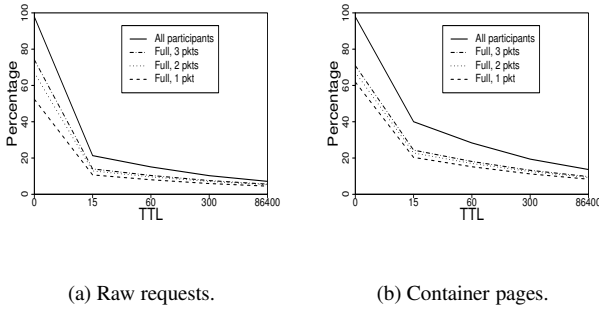 Percentage
0 20 40 60 80 100
All participants
Full, 3 pkts
Full, 2 pkts
Full, 1 pkt
0 15 60 300 86400
TTL
(a) Raw requests.
Percentage
0 20 40 60 80 100
All participants
Full, 3 pkts
Full, 2 pkts
Full, 1 pkt
0 15 60 300 86400
TTL
(b) Container pages.